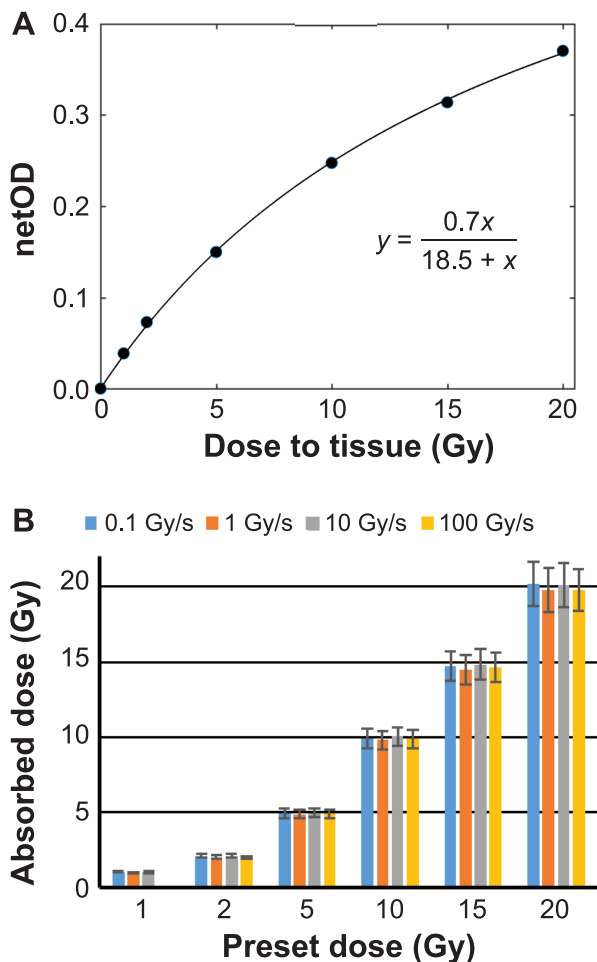 A
0.4
0.3
0.2
0.1
0.0
netOD
y = 0.7x / 18.5 + x
0 5 10 15 20
Dose to tissue (Gy)
B
0.1 Gy/s 1 Gy/s 10 Gy/s 100 Gy/s
20
15
10
5
0
Absorbed dose (Gy)
1 2 5 10 15 20
Preset dose (Gy)